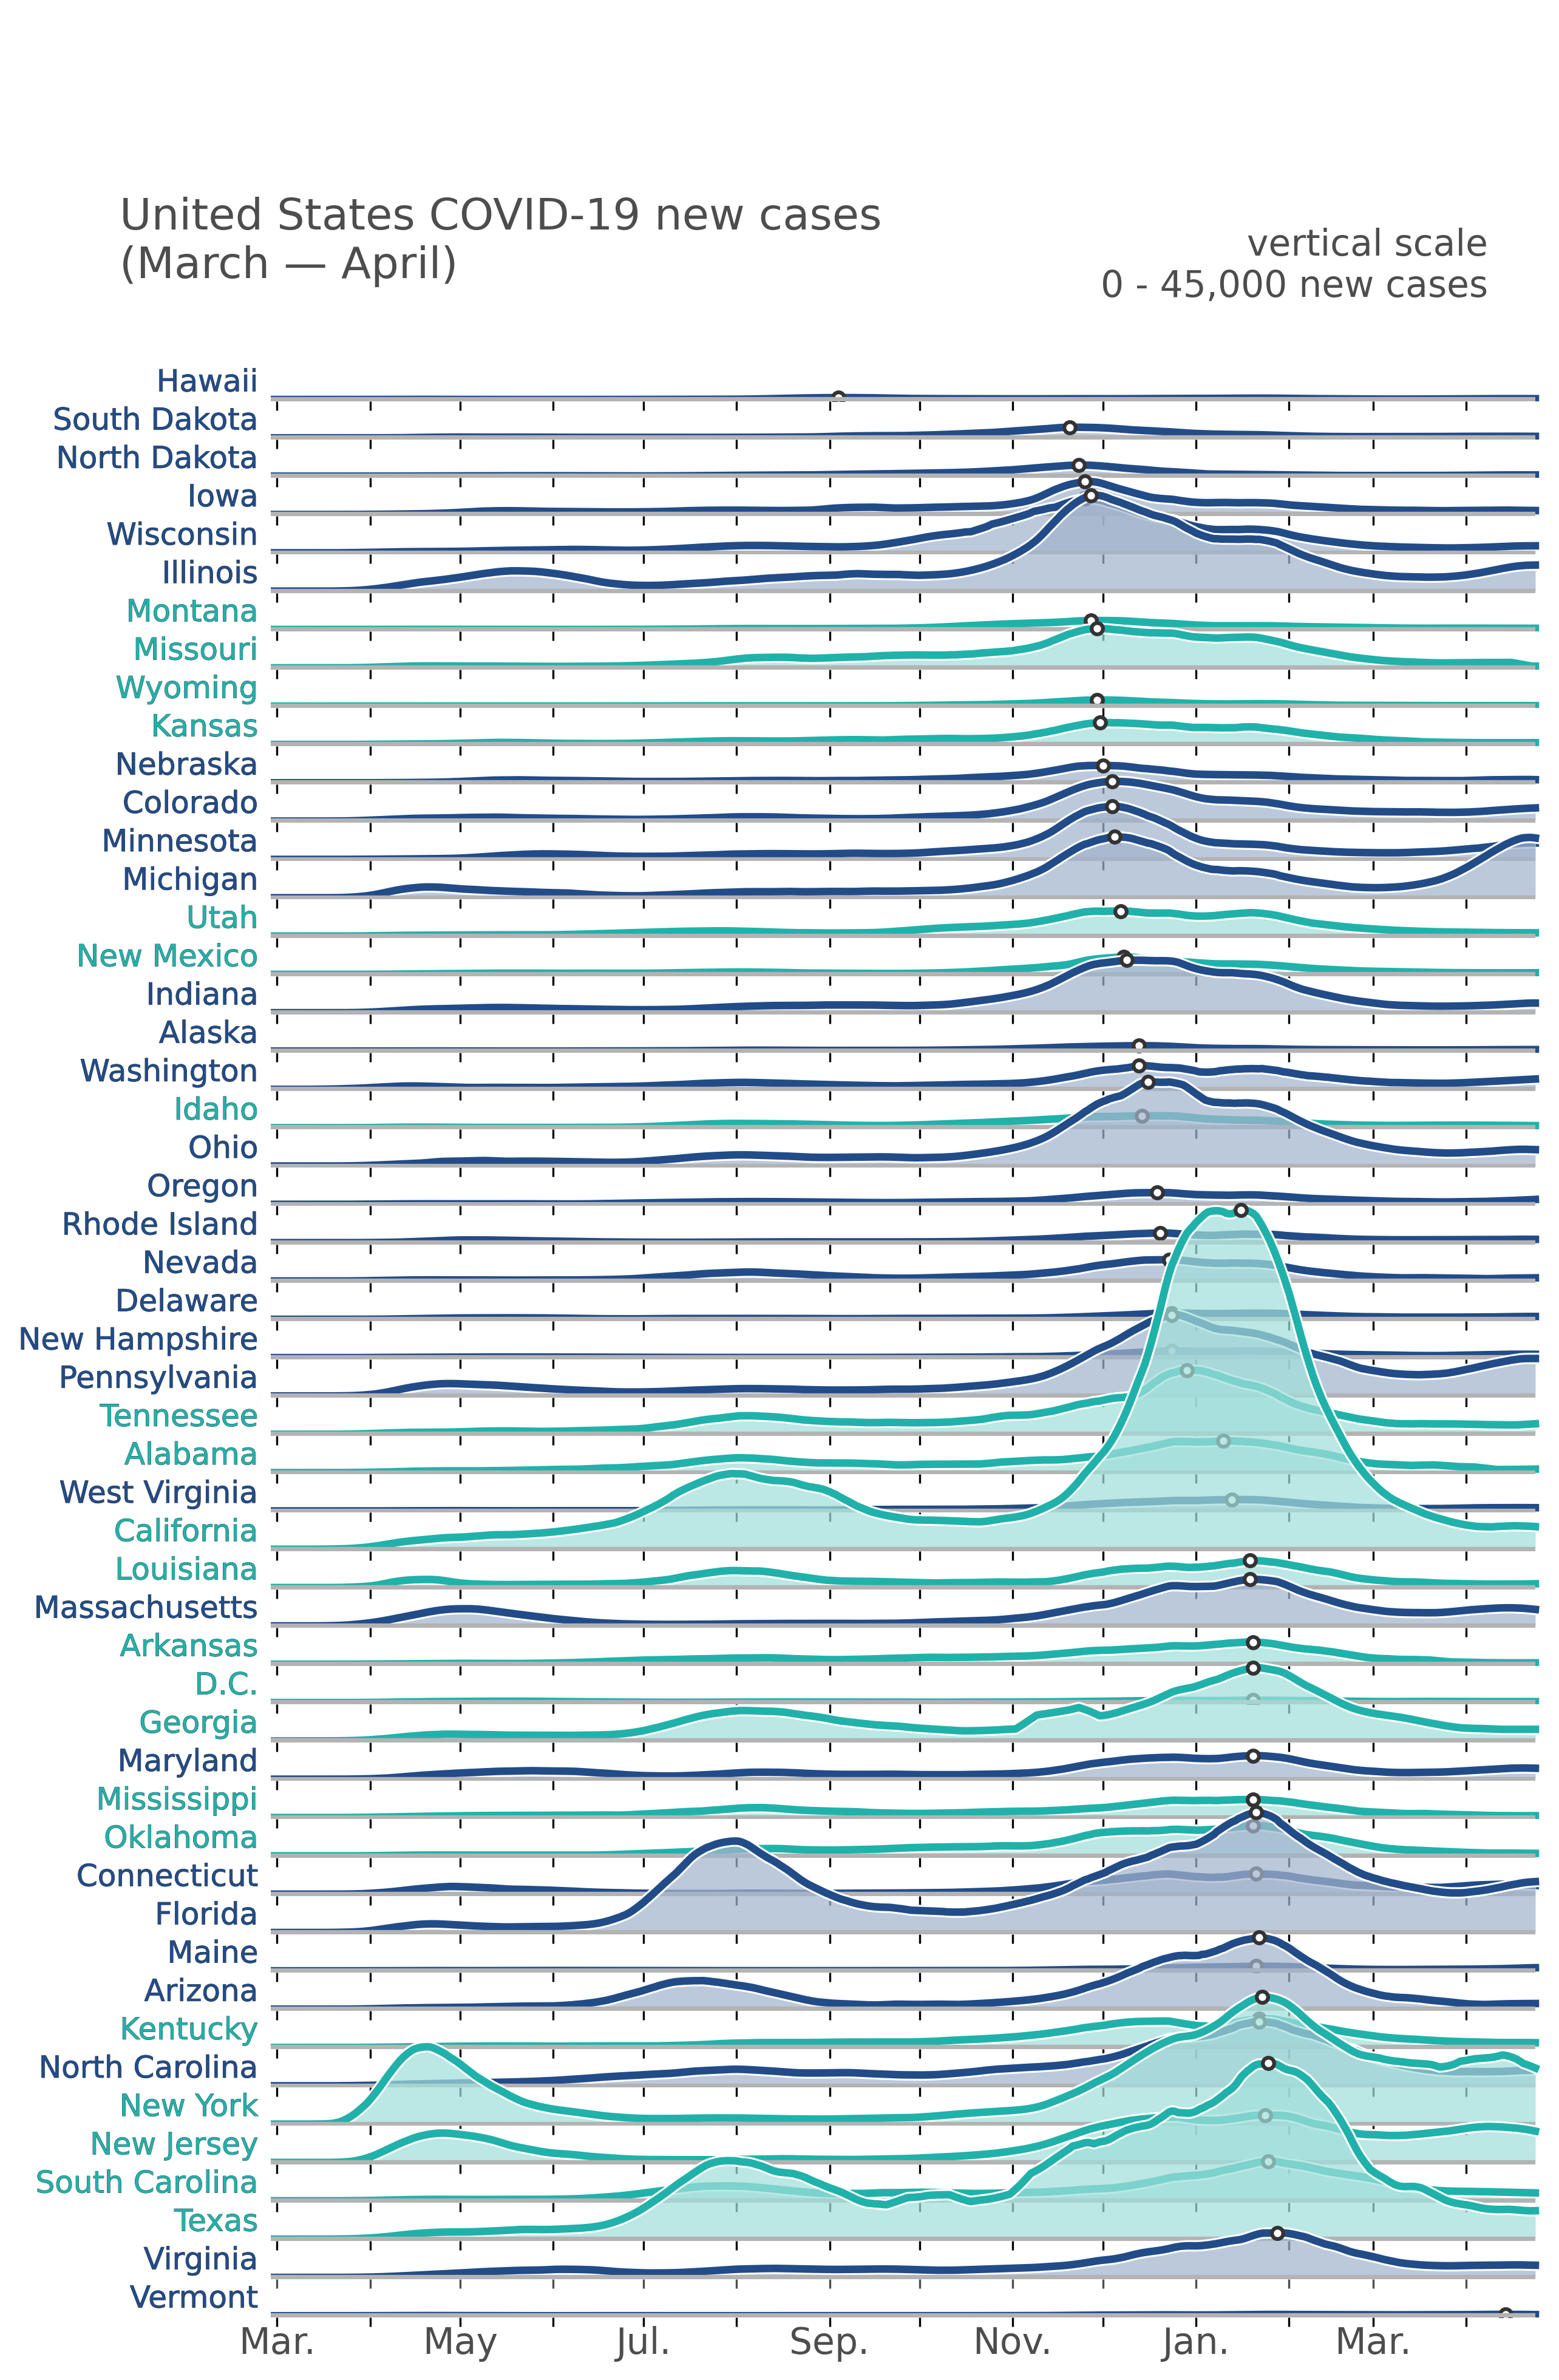 United States COVID-19 new cases
(March — April)
vertical scale
0 - 45,000 new cases
Hawaii
South Dakota
North Dakota
Iowa
Wisconsin
Illinois
Montana
Missouri
Wyoming
Kansas
Nebraska
Colorado
Minnesota
Michigan
Utah
New Mexico
Indiana
Alaska
Washington
Idaho
Ohio
Oregon
Rhode Island
Nevada
Delaware
New Hampshire
Pennsylvania
Tennessee
Alabama
West Virginia
California
Louisiana
Massachusetts
Arkansas
D.C.
Georgia
Maryland
Mississippi
Oklahoma
Connecticut
Florida
Maine
Arizona
Kentucky
North Carolina
New York
New Jersey
South Carolina
Texas
Virginia
Vermont
Mar. May Jul. Sep. Nov. Jan. Mar.